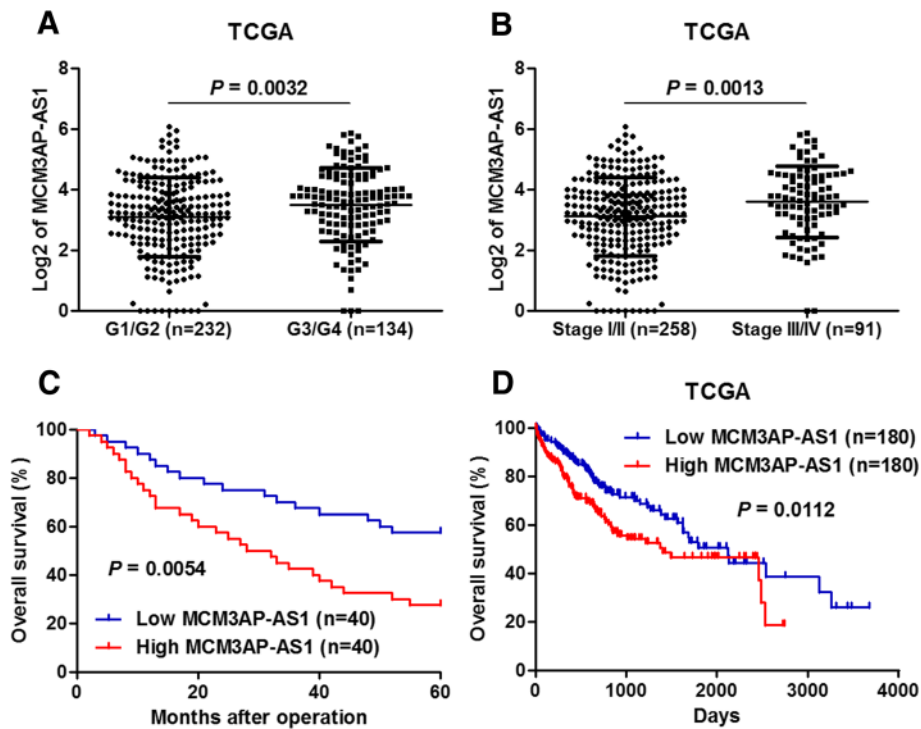 A
TCGA
P = 0.0032
Log2 of MCM3AP-AS1
8
6
4
2
0
G1/G2 (n=232)
G3/G4 (n=134)
B
TCGA
P = 0.0013
Log2 of MCM3AP-AS1
8
6
4
2
0
Stage I/II (n=258)
Stage III/IV (n=91)
C
Overall survival (% )
100
80
60
40
20
0
P = 0.0054
Low MCM3AP-AS1 (n=40)
High MCM3AP-AS1 (n=40)
0
20
40
60
Months after operation
D
TCGA
Overall survival (%)
100
80
60
40
20
0
Low MCM3AP-AS1 (n=180)
High MCM3AP-AS1 (n=180)
P = 0.0112
0
1000
2000
3000
4000
Days